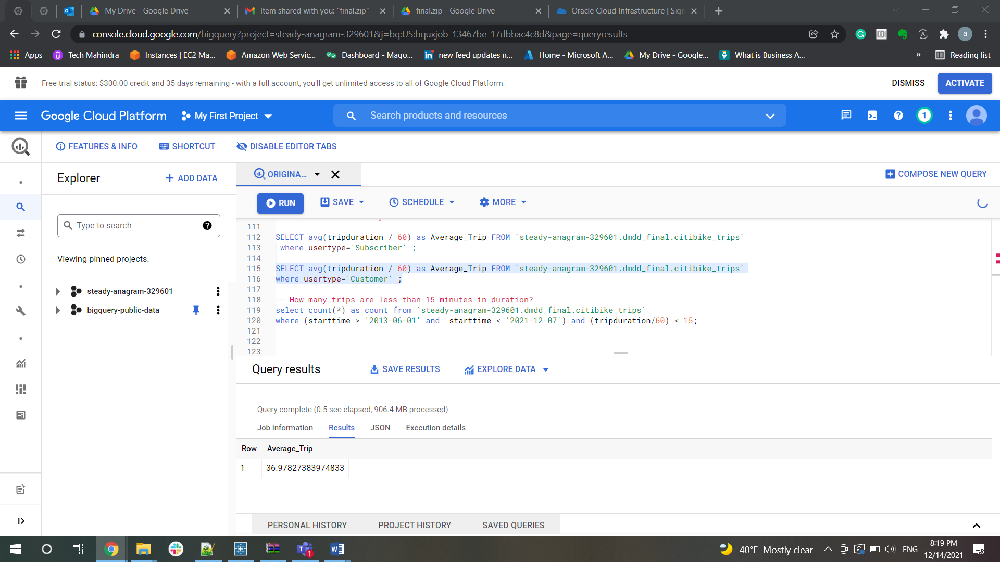 My Drive - Google Drive
Item shared with you: "final.zip"
final.zip - Google Drive
Oracle Cloud Infrastructure | Sign
console.cloud.google.com/bigquery?project=steady-anagram-329601&j=bq:US:bquxjob_13467be_17dbbac4c8d&page=queryresults
a
Apps
Tech Mahindra
Instances | EC2 Ma...
Amazon Web Servic...
Dashboard - Mago...
in
new feed updates n...
Home - Microsoft A...
My Drive - Google...
What is Business A...
»
Reading list
Free trial status: $300.00 credit and 35 days remaining - with a full account, you'll get unlimited access to all of Google Cloud Platform.
DISMISS
ACTIVATE
Google Cloud Platform
My First Project
Search products and resources
1
FEATURES & INFO
SHORTCUT
DISABLE EDITOR TABS
Explorer
ADD DATA
ORIGINA...
COMPOSE NEW QUERY
RUN
SAVE
SCHEDULE
MORE
Type to search
Viewing pinned projects.
steady-anagram-329601
bigquery-public-data
111
112 SELECT avg(tripduration / 60) as Average_Trip FROM `steady-anagram-329601.dmdd_final.citibike_trips`
113 where usertype='Subscriber' ;
114
115 SELECT avg(tripduration / 60) as Average_Trip FROM `steady-anagram-329601.dmdd_final.citibike_trips`
116 where usertype='Customer' ;
117
118 -- How many trips are less than 15 minutes in duration?
119 select count(*) as count from `steady-anagram-329601.dmdd_final.citibike_trips`
120 where (starttime > '2013-06-01' and starttime < '2021-12-07') and (tripduration/60) < 15;
121
122
123
Query results
SAVE RESULTS
EXPLORE DATA
Query complete (0.5 sec elapsed, 906.4 MB processed)
Job information
Results
JSON
Execution details
Row Average_Trip
1 36.97827383974833
PERSONAL HISTORY
PROJECT HISTORY
SAVED QUERIES
40°F Mostly clear
ENG
8:19 PM
12/14/2021